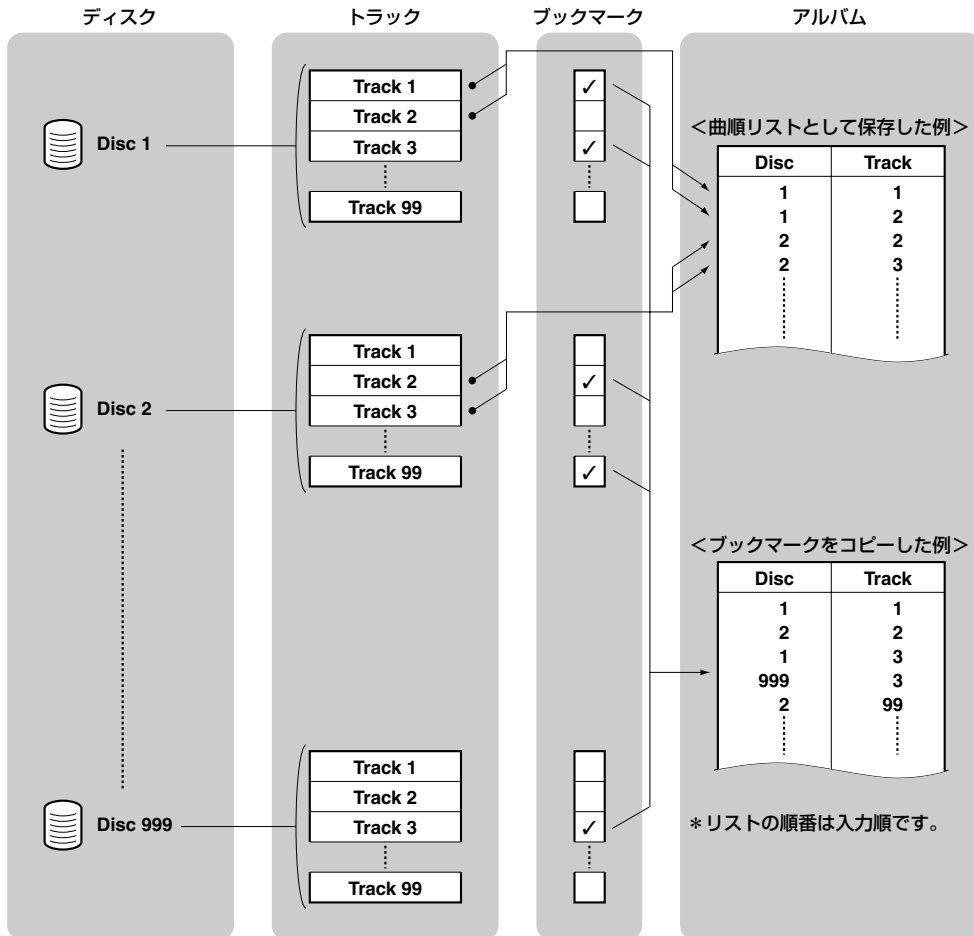 ディスク
トラック
ブックマーク
アルバム
Disc 1
Track 1
Track 2
Track 3
Track 99
✓
✓
＜曲順リストとして保存した例＞
Disc Track
1 1
1 2
2 2
2 3
Disc 2
Track 1
Track 2
Track 3
Track 99
✓
✓
＜ブックマークをコピーした例＞
Disc Track
1 1
2 2
1 3
999 3
2 99
＊リストの順番は入力順です。
Disc 999
Track 1
Track 2
Track 3
Track 99
✓